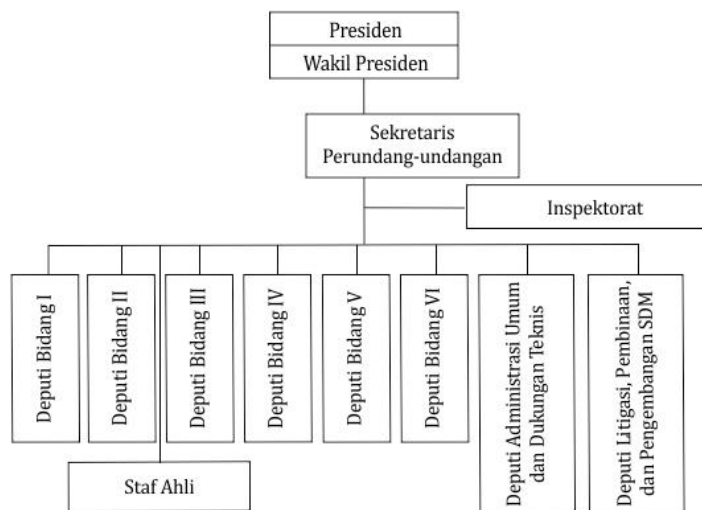 Presiden
Wakil Presiden
Sekretaris
Perundang-undangan
Inspektorat
Deputi Bidang I
Deputi Bidang II
Deputi Bidang III
Deputi Bidang IV
Deputi Bidang V
Deputi Bidang VI
Deputi Administrasi Umum
dan Dukungan Teknis
Deputi Litigasi, Pembinaan,
dan Pengembangan SDM
Staf Ahli